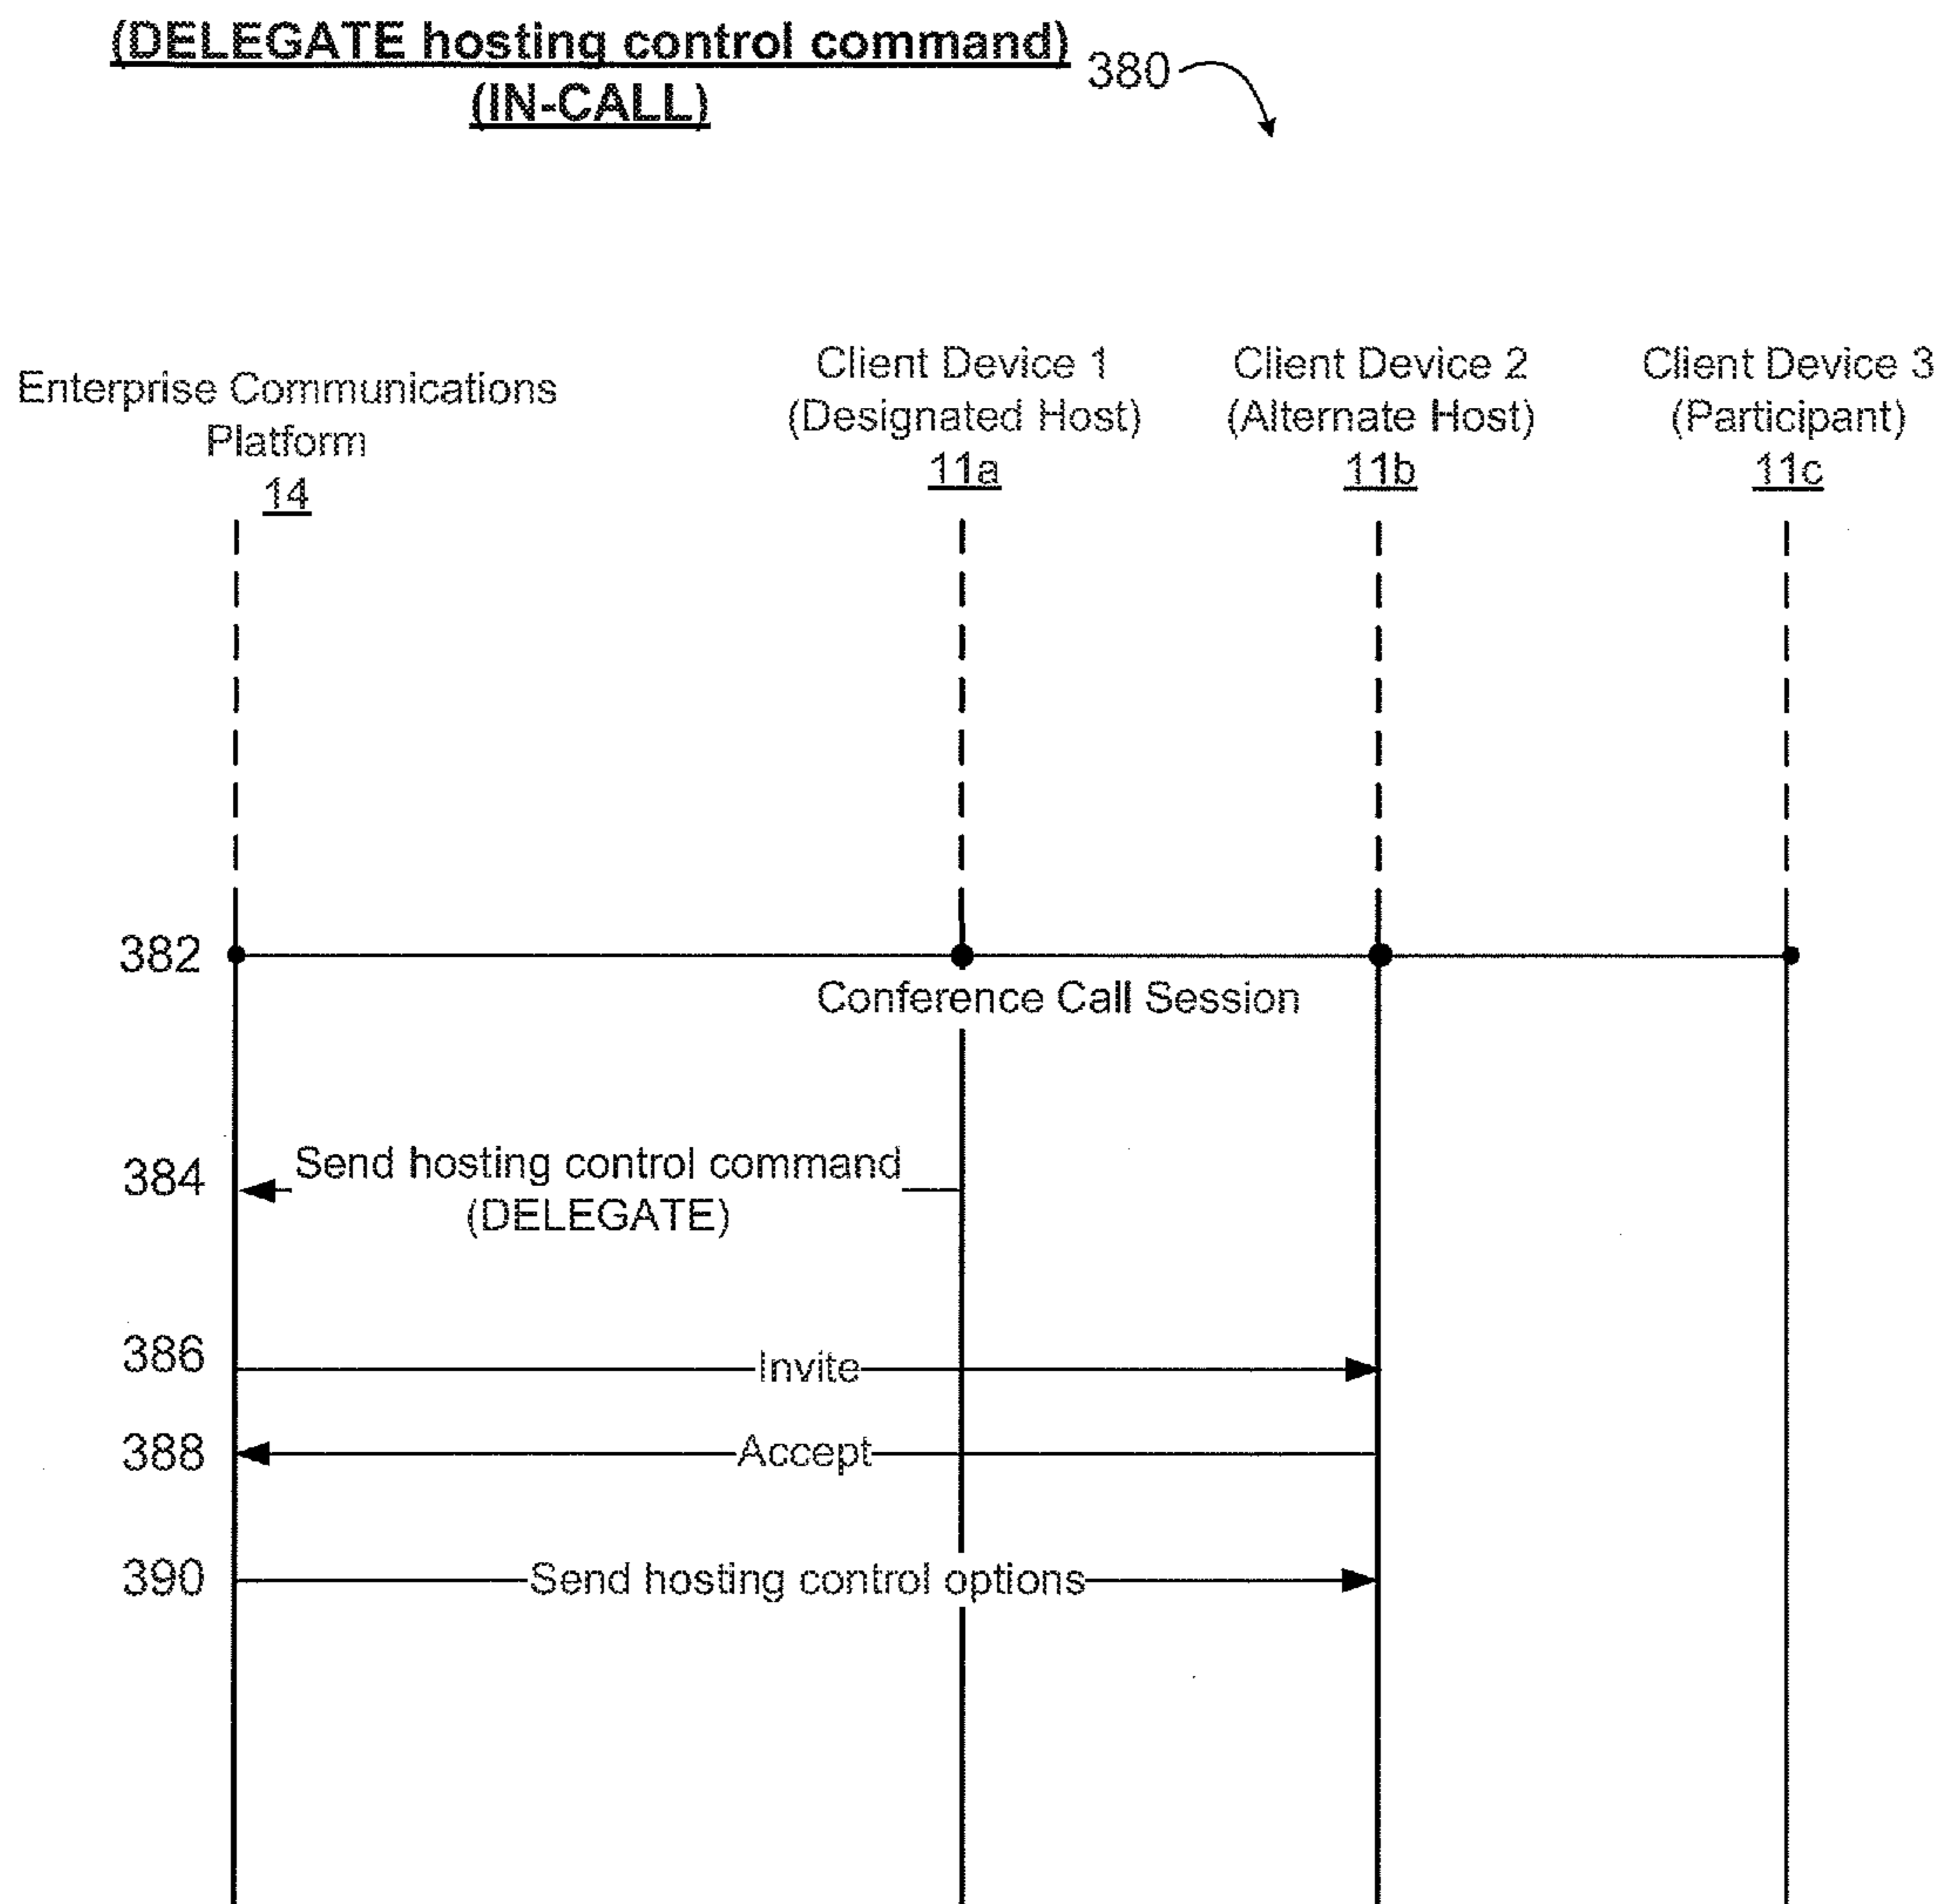 (DELEGATE hosting control command)
(IN-CALL)
380
Enterprise Communications
Platform
14
Client Device 1
(Designated Host)
11a
Client Device 2
(Alternate Host)
11b
Client Device 3
(Participant)
11c
382
Conference Call Session
384
Send hosting control command
(DELEGATE)
386
Invite
388
Accept
390
Send hosting control options